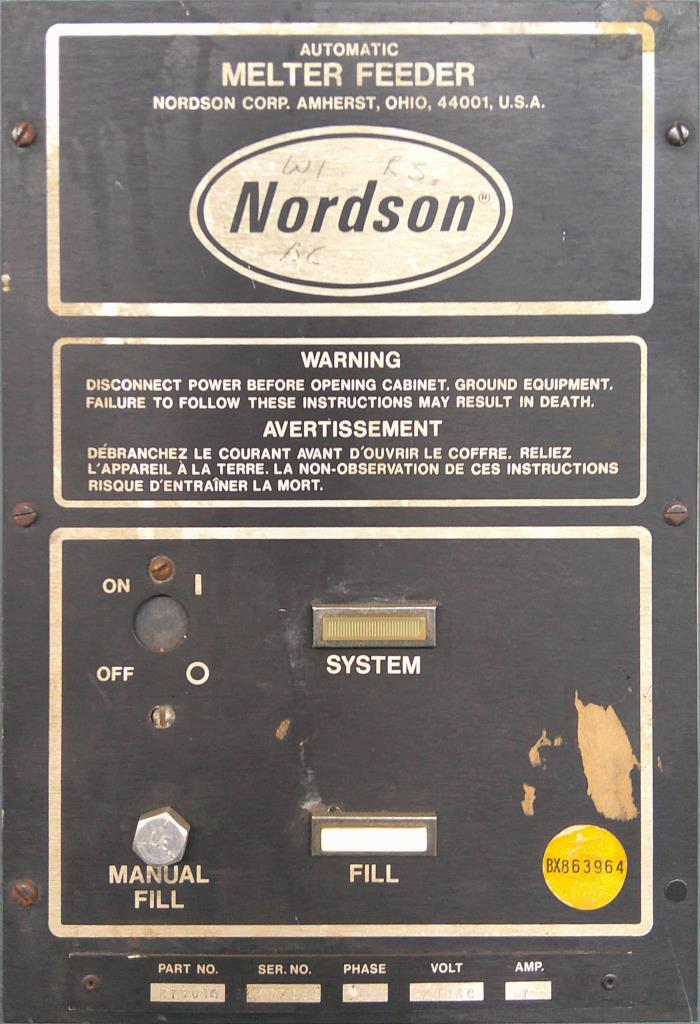 AUTOMATIC
MELTER FEEDER
NORDSON CORP. AMHERST, OHIO, 44001, U.S.A.
W1 RS
Nordson®
WARNING
DISCONNECT POWER BEFORE OPENING CABINET. GROUND EQUIPMENT.
FAILURE TO FOLLOW THESE INSTRUCTIONS MAY RESULT IN DEATH.
AVERTISSEMENT
DÉBRANCHEZ LE COURANT AVANT D'OUVRIR LE COFFRE. RELIEZ
L'APPAREIL À LA TERRE. LA NON-OBSERVATION DE CES INSTRUCTIONS
RISQUE D'ENTRAÎNER LA MORT.
ON I
OFF O
SYSTEM
MANUAL
FILL
FILL
BX863964
PART NO. SER. NO. PHASE VOLT AMP.
7